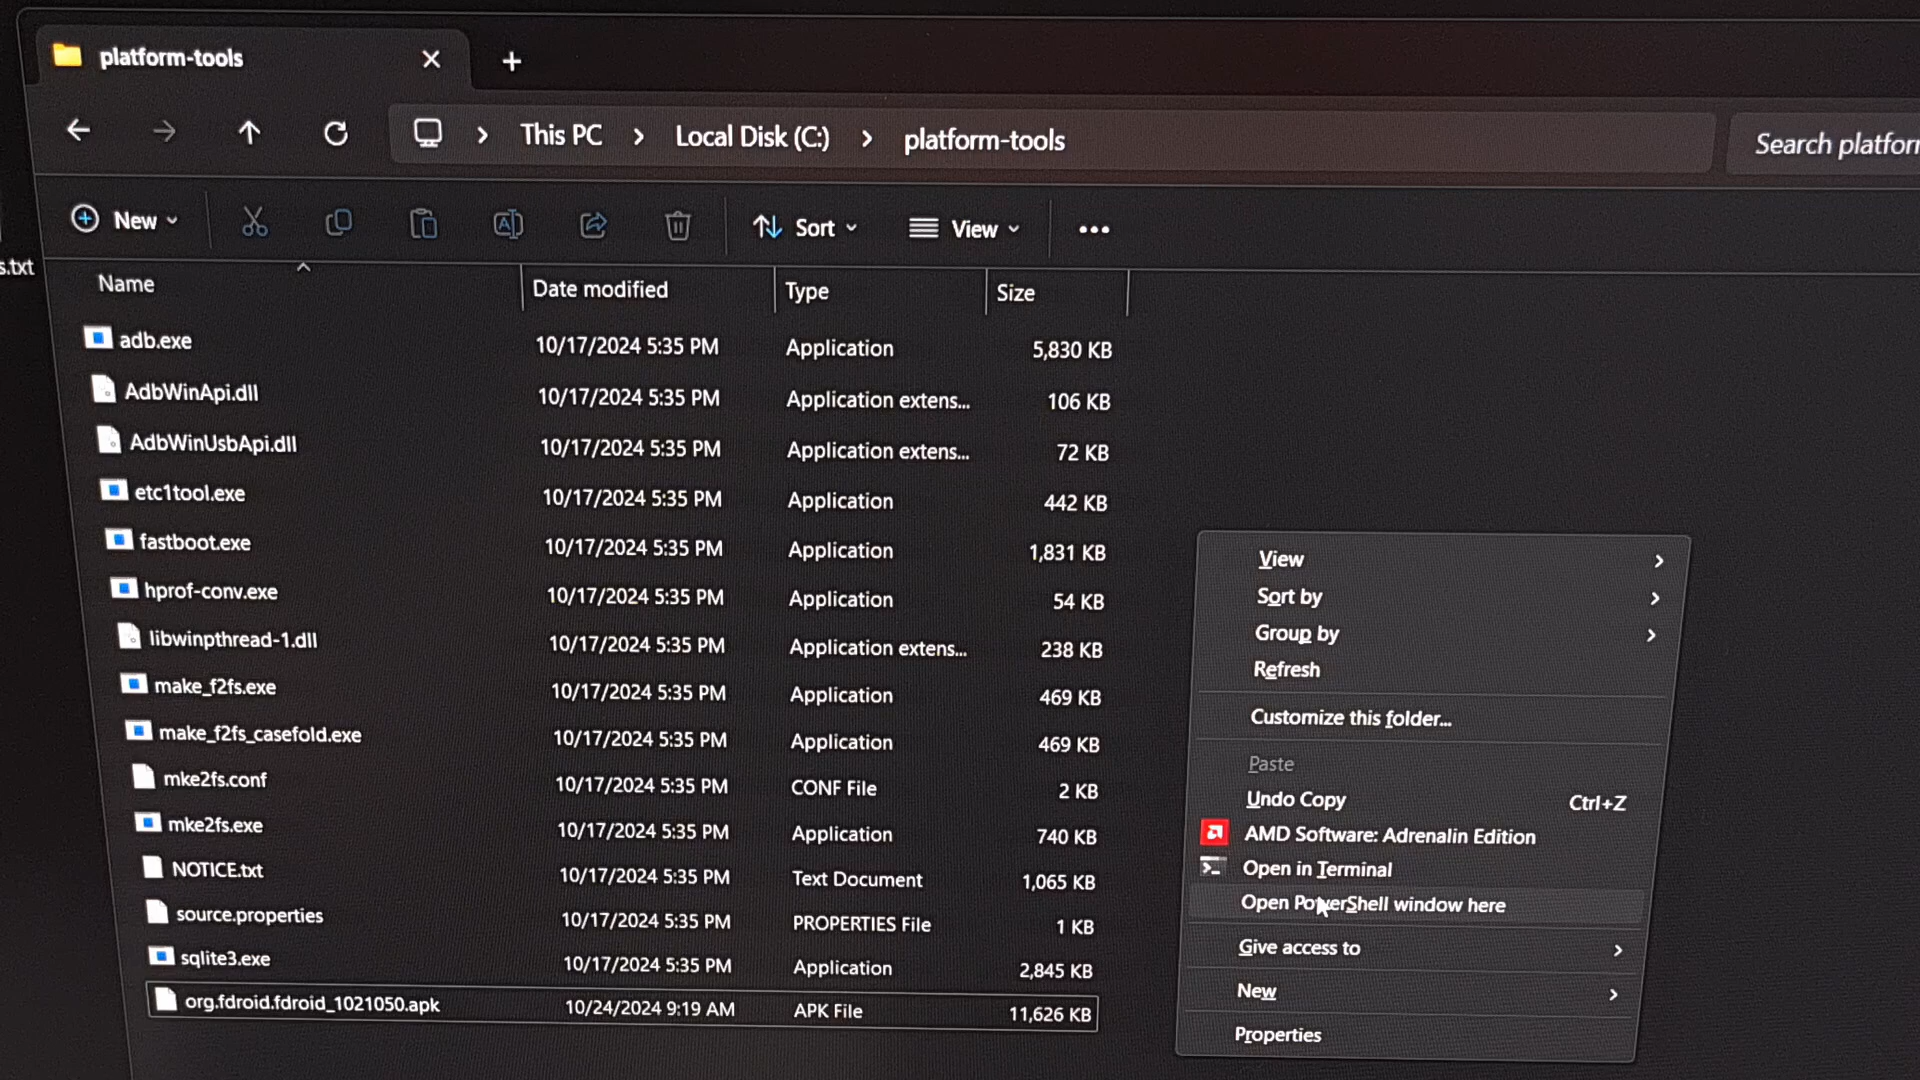 platform-tools
This PC > Local Disk (C:) > platform-tools
Search platfor
New
Sort
View
s.txt
Name Date modified Type Size
adb.exe 10/17/2024 5:35 PM Application 5,830 KB
AdbWinApi.dll 10/17/2024 5:35 PM Application extens... 106 KB
AdbWinUsbApi.dll 10/17/2024 5:35 PM Application extens... 72 KB
etc1tool.exe 10/17/2024 5:35 PM Application 442 KB
fastboot.exe 10/17/2024 5:35 PM Application 1,831 KB
hprof-conv.exe 10/17/2024 5:35 PM Application 54 KB
libwinpthread-1.dll 10/17/2024 5:35 PM Application extens... 238 KB
make_f2fs.exe 10/17/2024 5:35 PM Application 469 KB
make_f2fs_casefold.exe 10/17/2024 5:35 PM Application 469 KB
mke2fs.conf 10/17/2024 5:35 PM CONF File 2 KB
mke2fs.exe 10/17/2024 5:35 PM Application 740 KB
NOTICE.txt 10/17/2024 5:35 PM Text Document 1,065 KB
source.properties 10/17/2024 5:35 PM PROPERTIES File 1 KB
sqlite3.exe 10/17/2024 5:35 PM Application 2,845 KB
org.fdroid.fdroid_1021050.apk 10/24/2024 9:19 AM APK File 11,626 KB
View
Sort by
Group by
Refresh
Customize this folder...
Paste
Undo Copy Ctrl+Z
AMD Software: Adrenalin Edition
Open in Terminal
Open PowerShell window here
Give access to
New
Properties